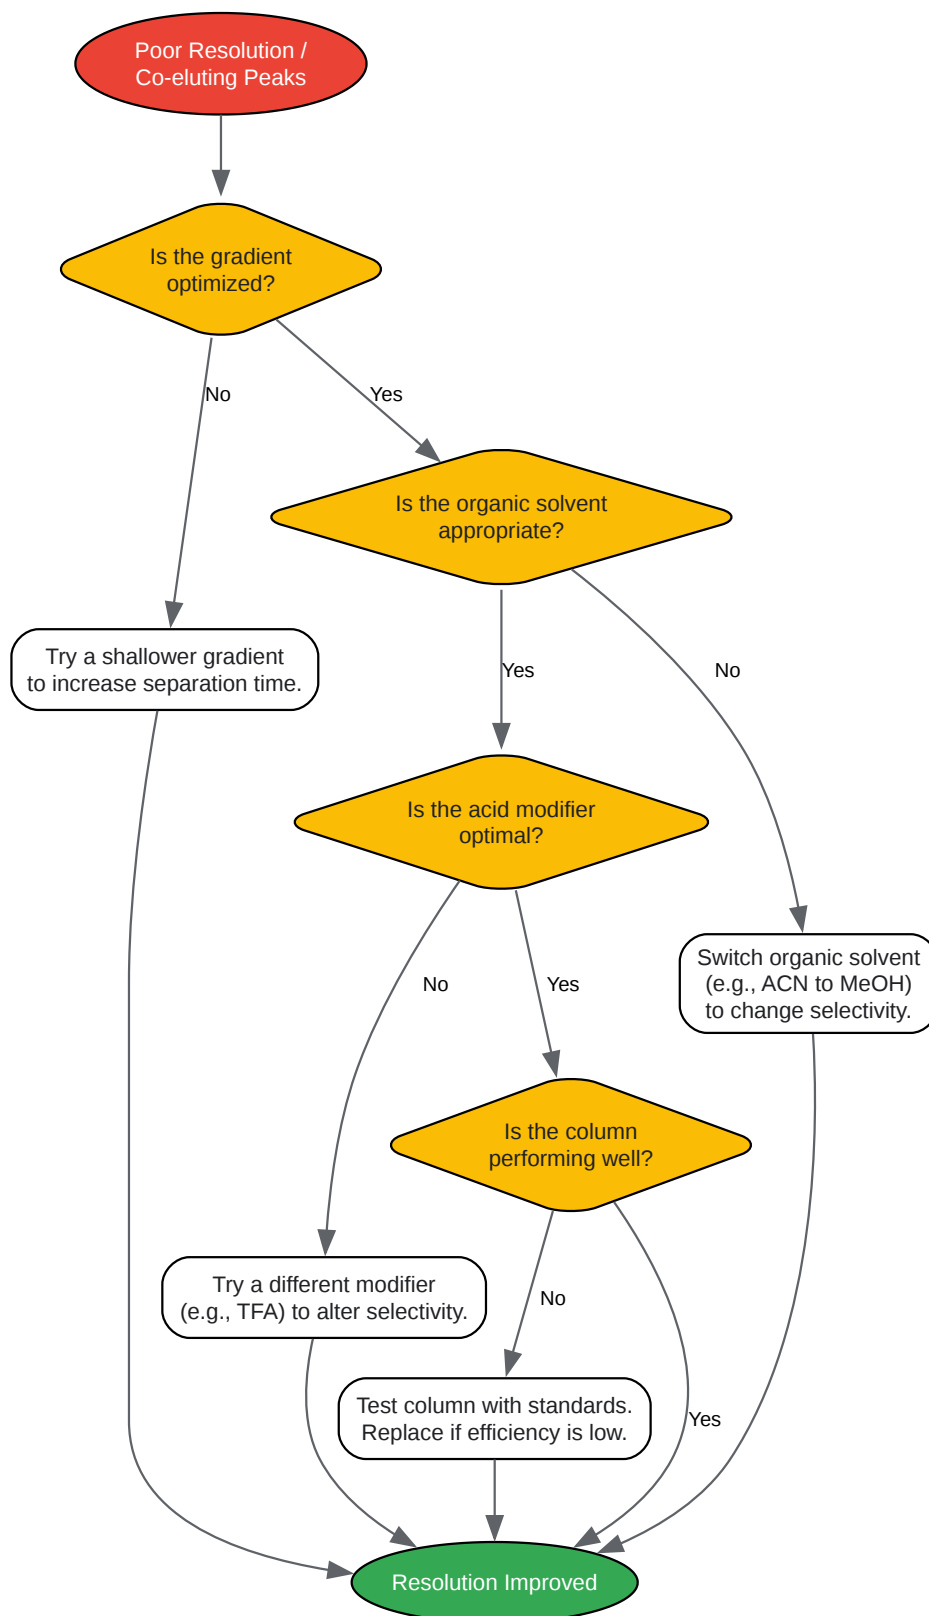 Poor Resolution /
Co-eluting Peaks
Is the gradient
optimized?
No
Yes
Is the organic solvent
appropriate?
Try a shallower gradient
to increase separation time.
Yes
No
Is the acid modifier
optimal?
Switch organic solvent
(e.g., ACN to MeOH)
to change selectivity.
No
Yes
Is the column
performing well?
Try a different modifier
(e.g., TFA) to alter selectivity.
No
Test column with standards.
Replace if efficiency is low.
Yes
Resolution Improved